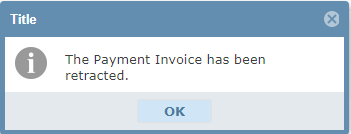 Title
The Payment Invoice has been
retracted.
OK